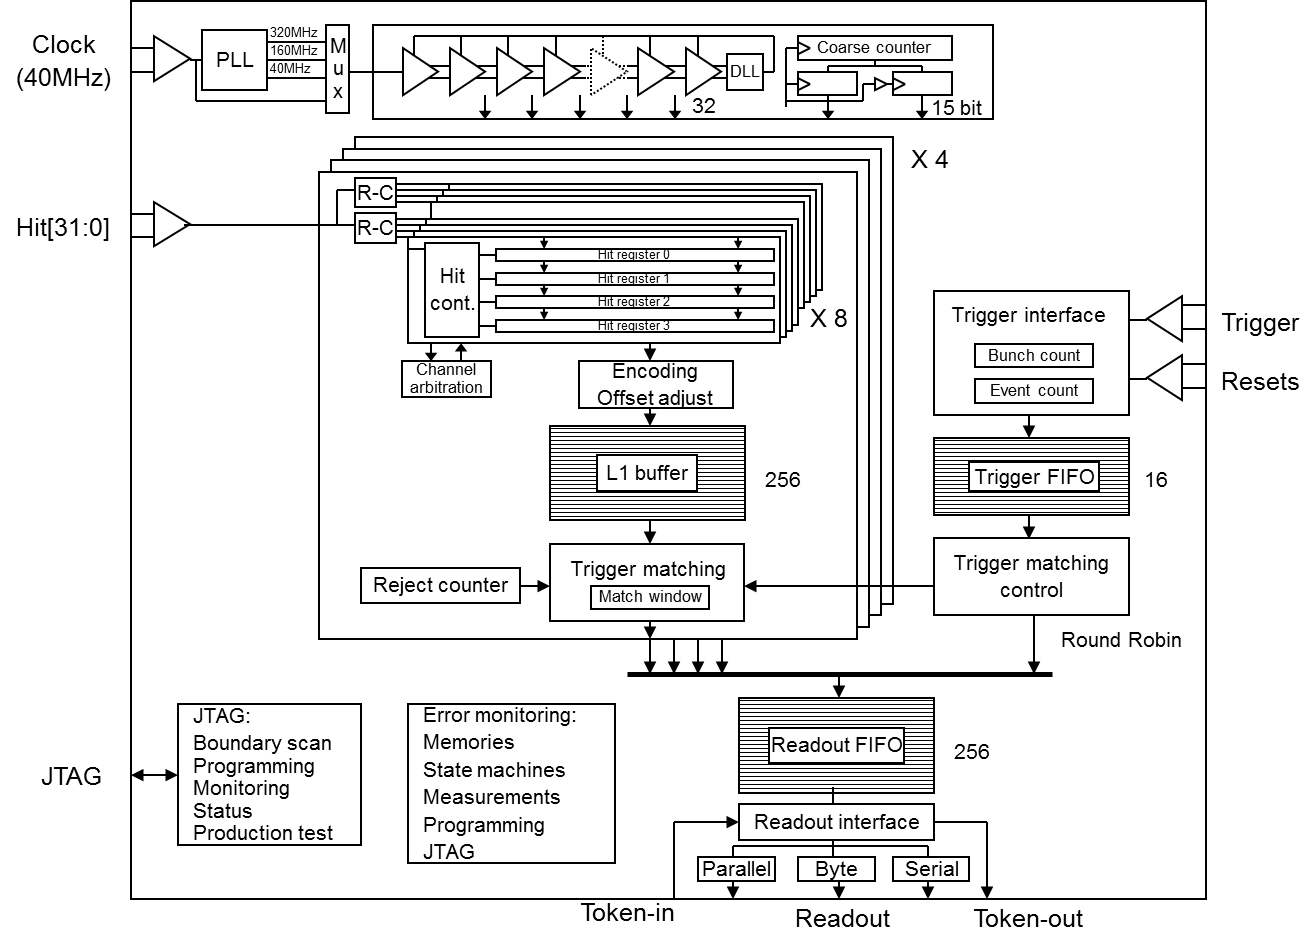 Clock
(40MHz)
PLL
320MHz
160MHz
40MHz
M
u
x
DLL
32
Coarse counter
15 bit
X 4
Hit[31:0]
R-C
R-C
Hit
cont.
Hit register 0
Hit register 1
Hit register 2
Hit register 3
X 8
Channel
arbitration
Encoding
Offset adjust
L1 buffer
256
Trigger matching
Match window
Reject counter
Trigger interface
Bunch count
Event count
Trigger
Resets
Trigger FIFO
16
Trigger matching
control
Round Robin
Readout FIFO
256
Readout interface
Parallel
Byte
Serial
Token-in
Readout
Token-out
JTAG
JTAG:
Boundary scan
Programming
Monitoring
Status
Production test
Error monitoring:
Memories
State machines
Measurements
Programming
JTAG